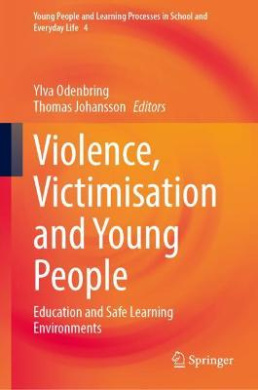 Young People and Learning Processes in School and
Everyday Life 4
Ylva Odenbring
Thomas Johansson Editors
Violence,
Victimisation
and Young
People
Education and Safe Learning
Environments
Springer